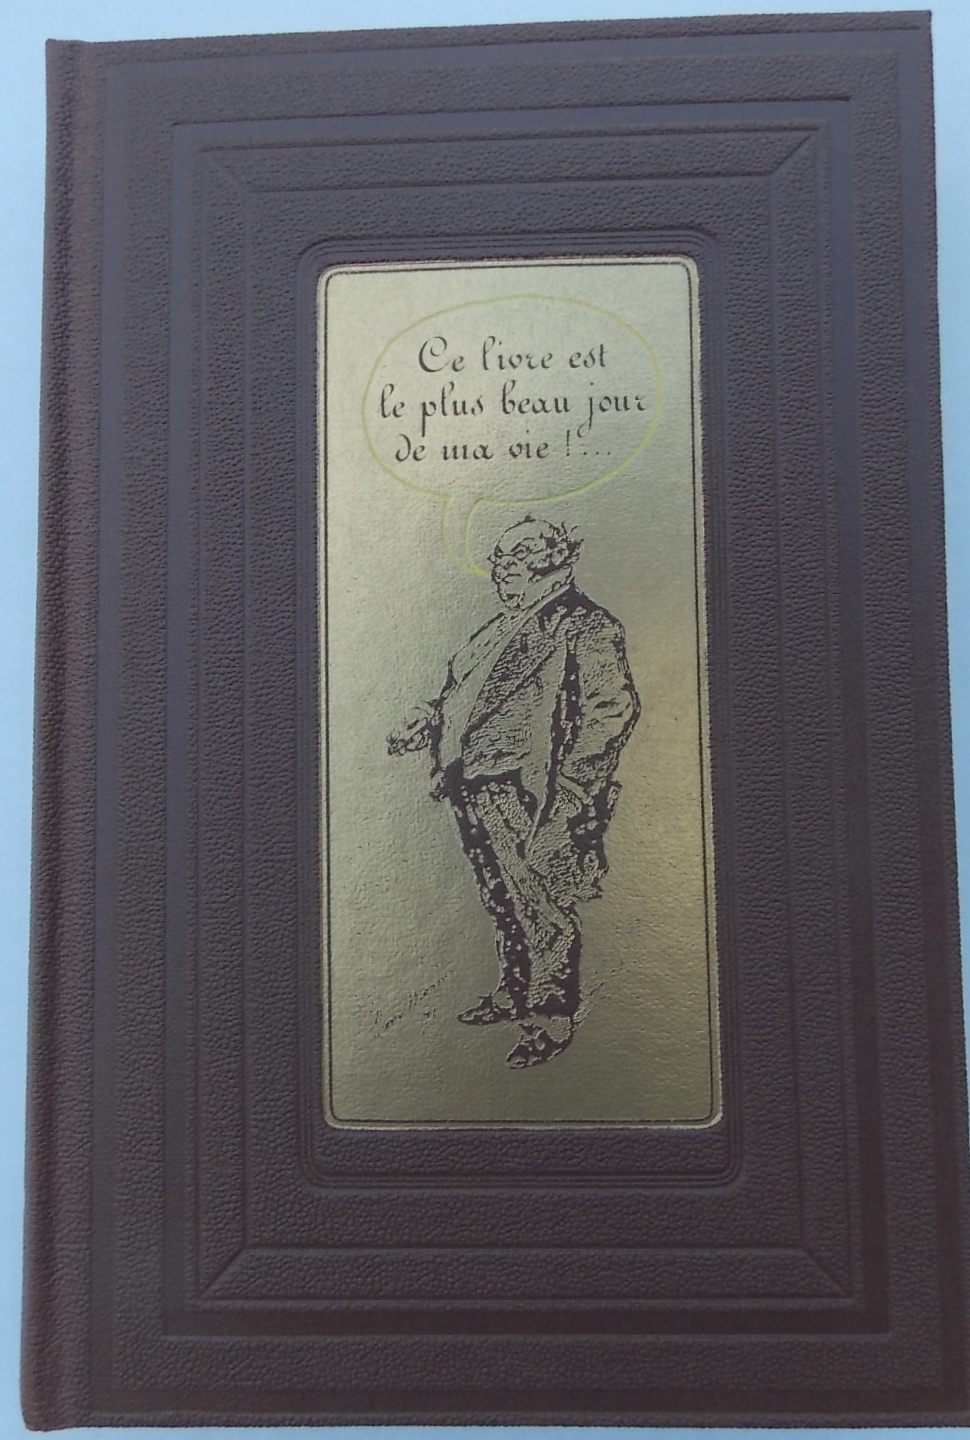 Ce livre est
le plus beau jour
de ma vie !...